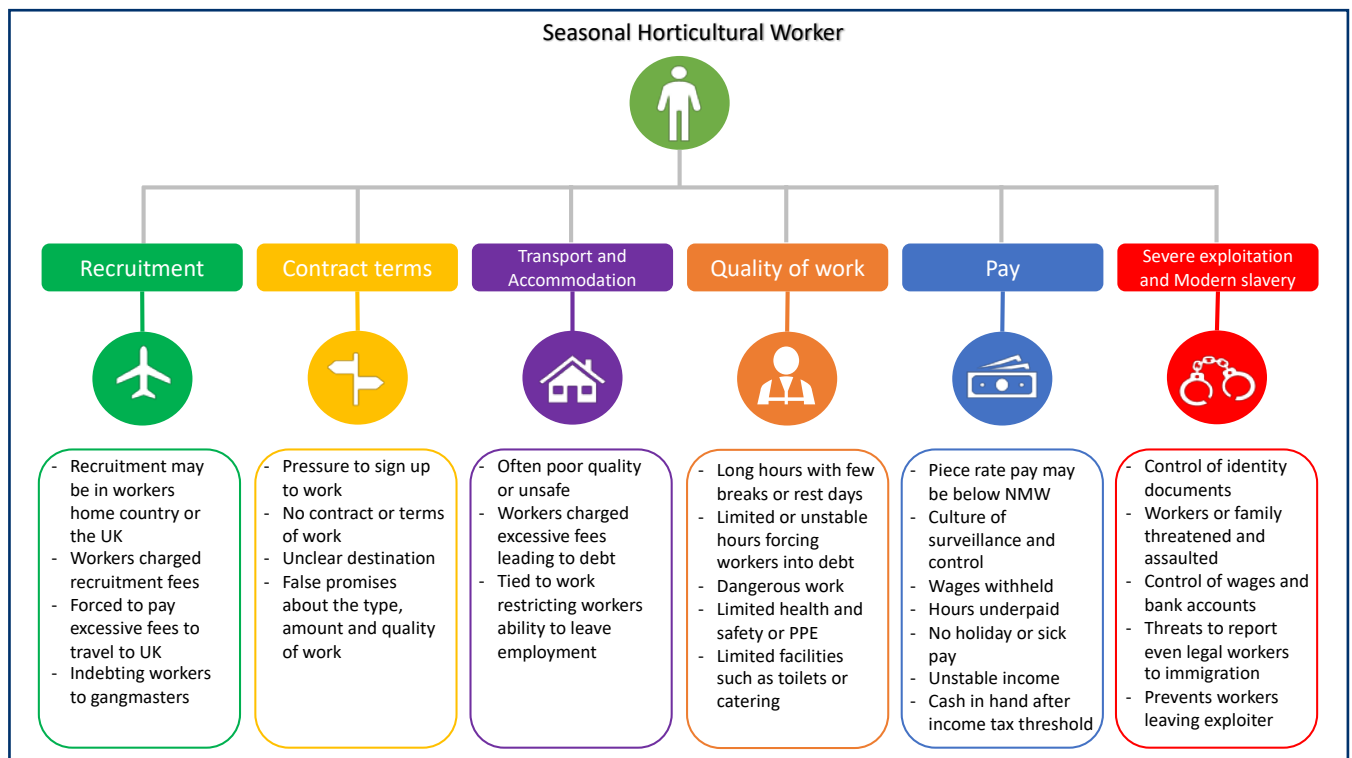 Seasonal Horticultural Worker
Recruitment
Contract terms
Transport and
Accommodation
Quality of work
Pay
Severe exploitation
and Modern slavery
- Recruitment may
be in workers
home country or
the UK
- Workers charged
recruitment fees
- Forced to pay
excessive fees to
travel to UK
- Indebting workers
to gangmasters
- Pressure to sign up
to work
- No contract or terms
of work
- Unclear destination
- False promises
about the type,
amount and quality
of work
- Often poor quality
or unsafe
- Workers charged
excessive fees
leading to debt
- Tied to work
restricting workers
ability to leave
employment
- Long hours with few
breaks or rest days
- Limited or unstable
hours forcing
workers into debt
- Dangerous work
- Limited health and
safety or PPE
- Limited facilities
such as toilets or
catering
- Piece rate pay may
be below NMW
- Culture of
surveillance and
control
- Wages withheld
- Hours underpaid
- No holiday or sick
pay
- Unstable income
- Cash in hand after
income tax threshold
- Control of identity
documents
- Workers or family
threatened and
assaulted
- Control of wages and
bank accounts
- Threats to report
even legal workers
to immigration
- Prevents workers
leaving exploiter